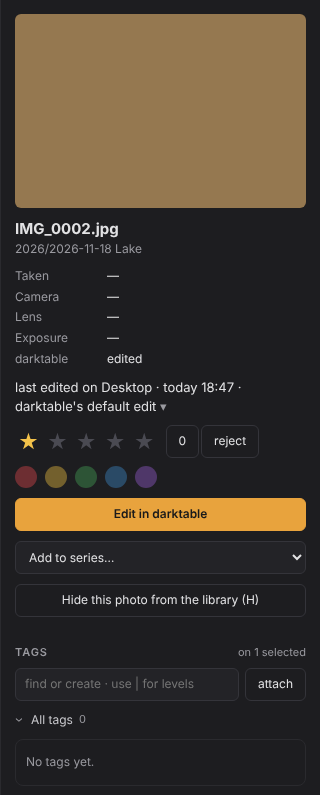 IMG_0002.jpg
2026/2026-11-18 Lake
Taken —
Camera —
Lens —
Exposure —
darktable edited
last edited on Desktop · today 18:47 ·
darktable's default edit ▾
★ ★ ★ ★ ★ 0 reject
Edit in darktable
Add to series...
Hide this photo from the library (H)
TAGS on 1 selected
find or create · use | for levels attach
All tags 0
No tags yet.